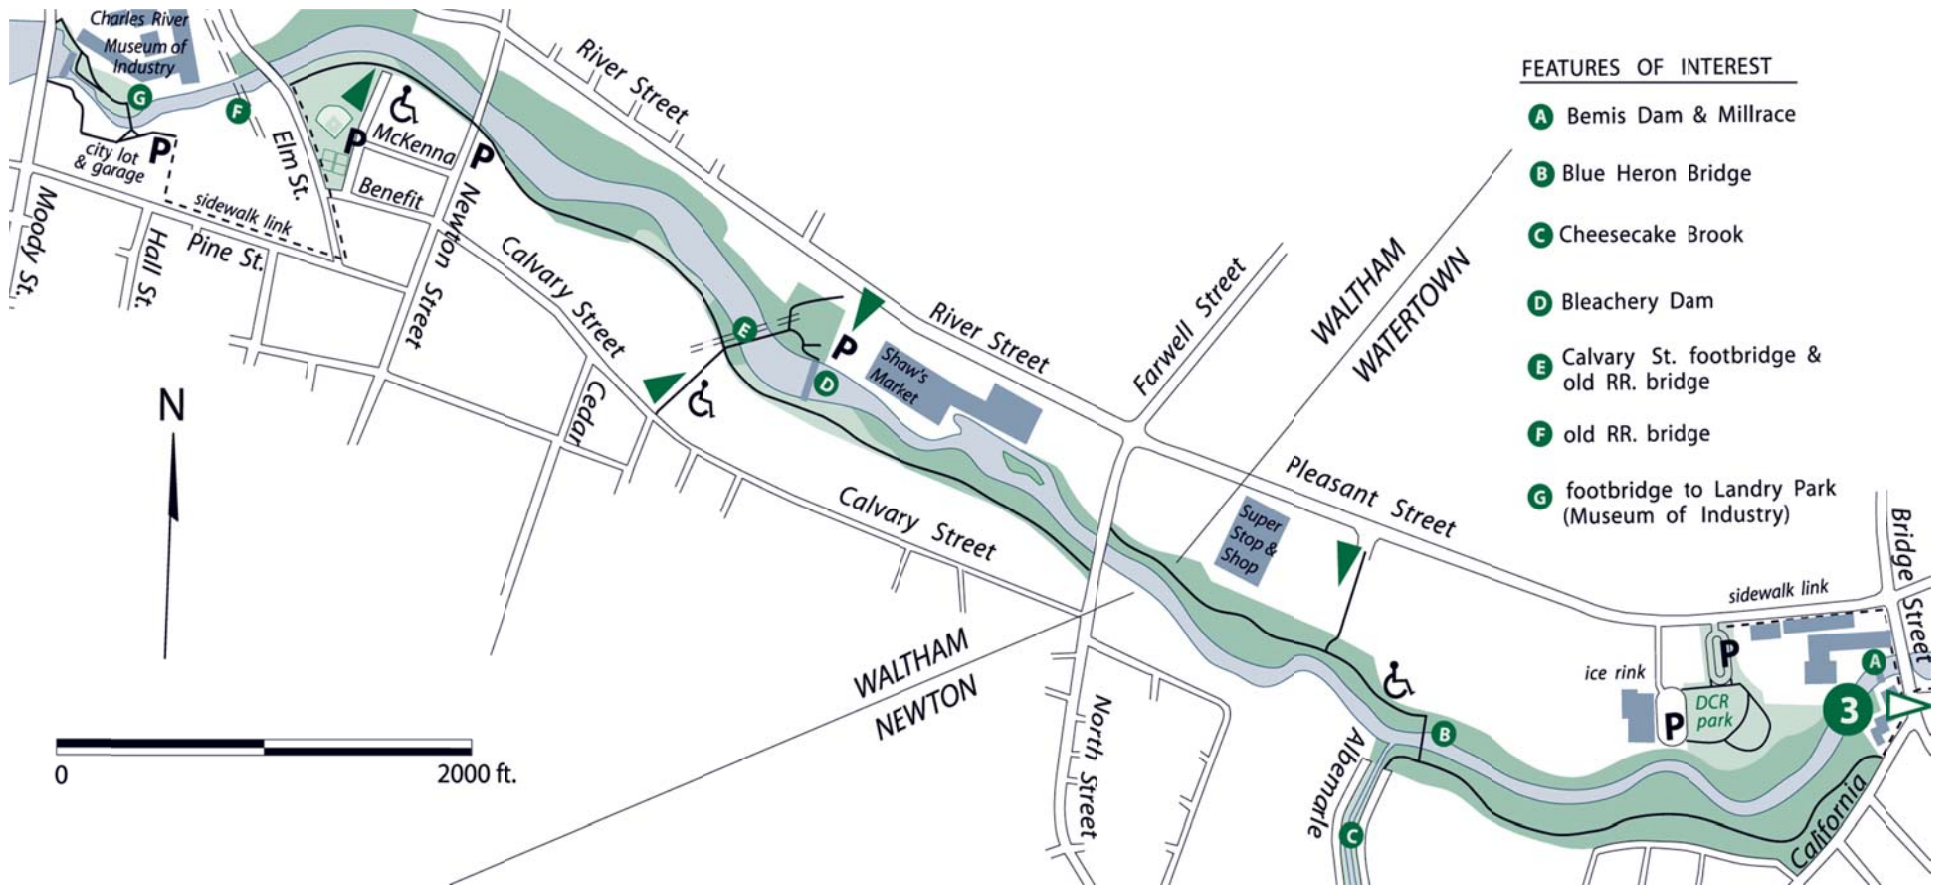 Charles River
Museum of
Industry
G
F
city lot
& garage
P
Elm St.
P
McKenna
Benefit
P
sidewalk link
Moody St.
Hall St.
Pine St.
Newton Street
River Street
Calvary Street
E
P
D
Shaw's
Market
River Street
Cedar
Calvary Street
Farwell Street
WALTHAM
WATERTOWN
Pleasant Street
Super
Stop &
Shop
WALTHAM
NEWTON
North Street
Albemarle
B
C
ice rink
P
DCR
park
P
sidewalk link
A
3
Bridge Street
California
N
0
2000 ft.
FEATURES OF INTEREST
A Bemis Dam & Millrace
B Blue Heron Bridge
C Cheesecake Brook
D Bleachery Dam
E Calvary St. footbridge &
old RR. bridge
F old RR. bridge
G footbridge to Landry Park
(Museum of Industry)